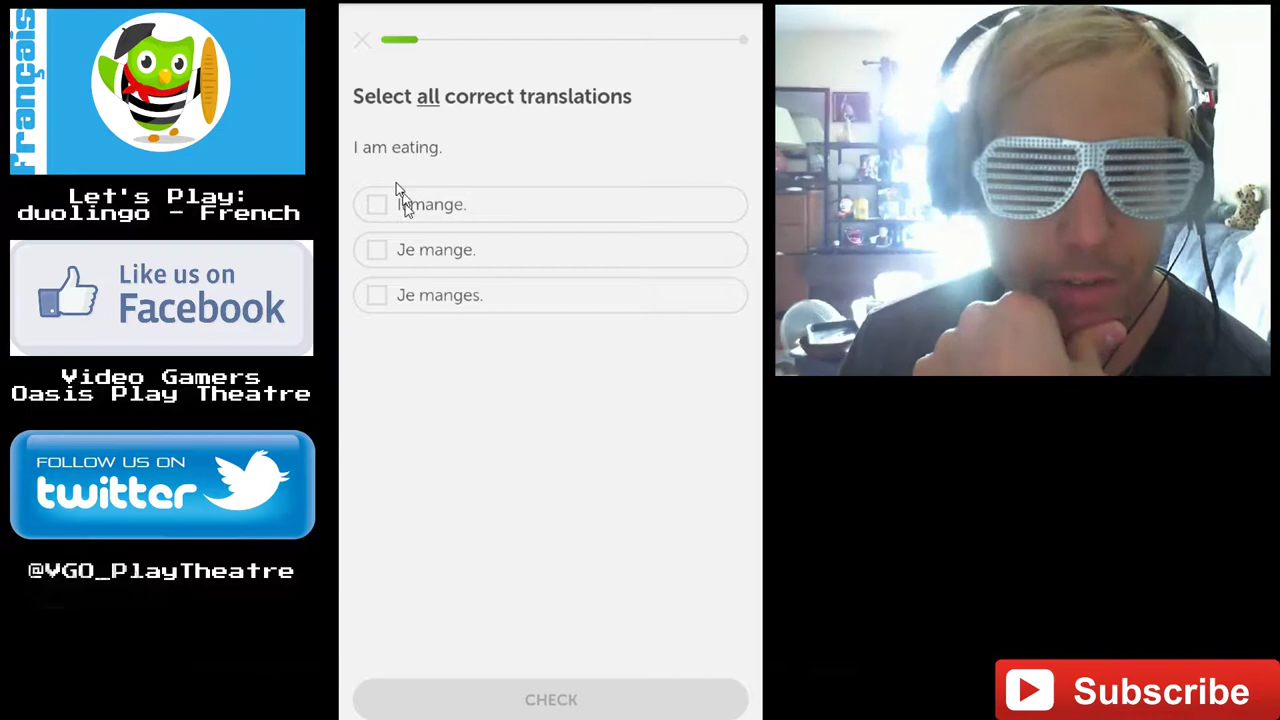 français
Let's Play:
duolingo - French
Like us on
Facebook
Video Gamers
Oasis Play Theatre
FOLLOW US ON
twitter
@VGO_PlayTheatre
Select all correct translations
I am eating.
mange.
Je mange.
Je manges.
CHECK
Subscribe